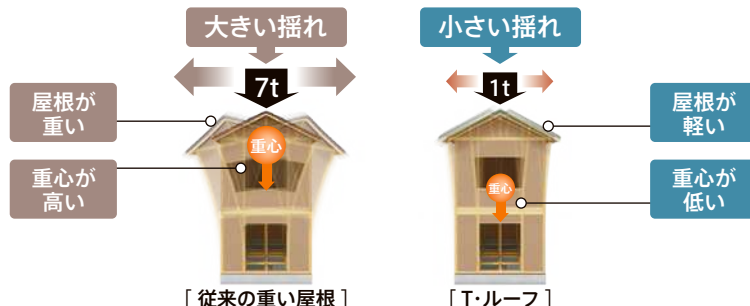 大きい揺れ
7t
屋根が
重い
重心が
高い
重心
[ 従来の重い屋根 ]
小さい揺れ
1t
屋根が
軽い
重心が
低い
重心
[ T・ルーフ ]